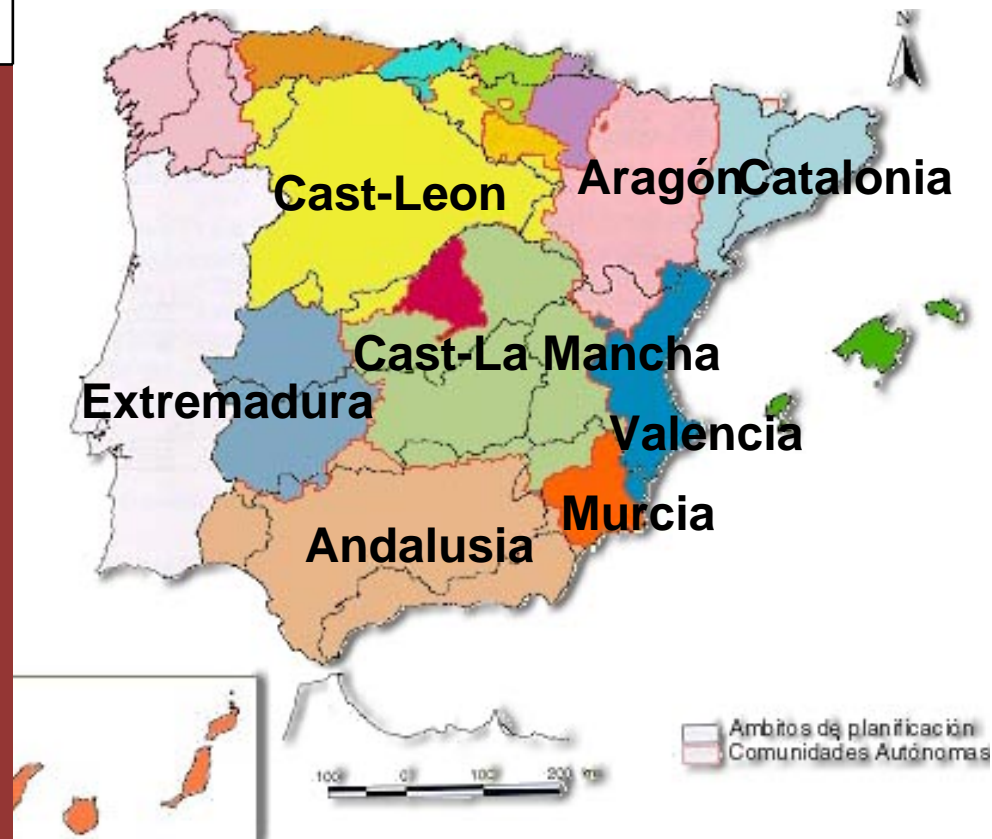 N
Aragón
Catalonia
Cast-Leon
Cast-La Mancha
Extremadura
Valencia
Murcia
Andalusia
Ambitos de planificación
Comunidades Autónomas
100 0 100 200